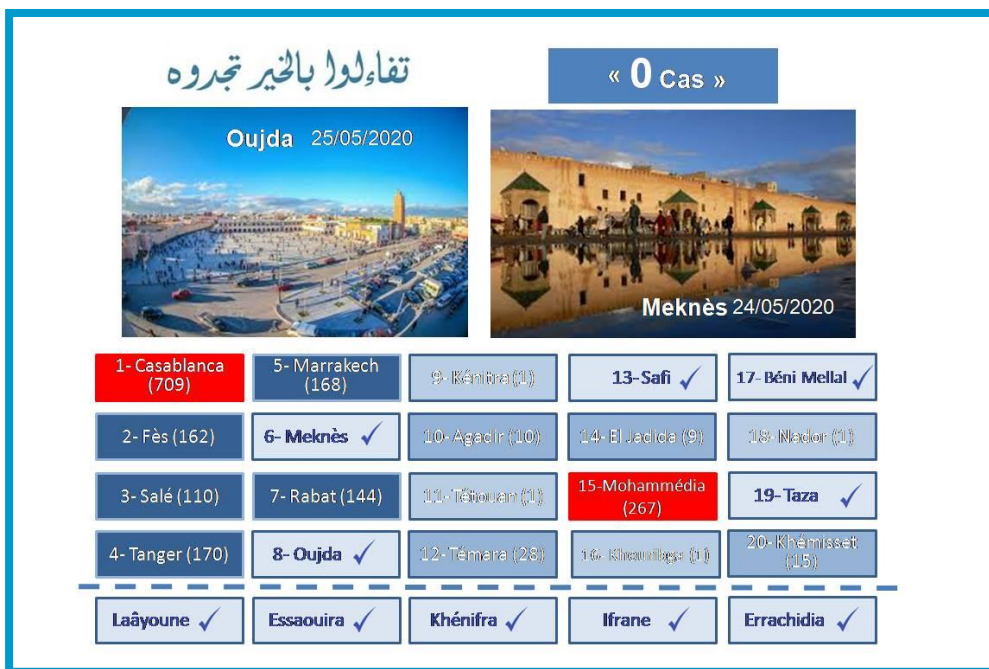 تفاءلوا بالخير تجدوه
« 0 Cas »
Oujda 25/05/2020
Meknès 24/05/2020
1- Casablanca
(709)
5- Marrakech
(168)
9- Kénitra (1)
13-Safi ✓
17- Béni Mellal ✓
2- Fès (162)
6- Meknès ✓
10- Agadir (10)
14- El Jadida (9)
18- Nador (1)
3- Salé (110)
7- Rabat (144)
11- Tétouan (1)
15-Mohammédia
(267)
19- Taza ✓
4- Tanger (170)
8- Oujda ✓
12- Témara (28)
16- Khouribga (1)
20- Khémisset
(15)
Laâyoune ✓
Essaouira ✓
Khénifra ✓
Ifrane ✓
Errachidia ✓